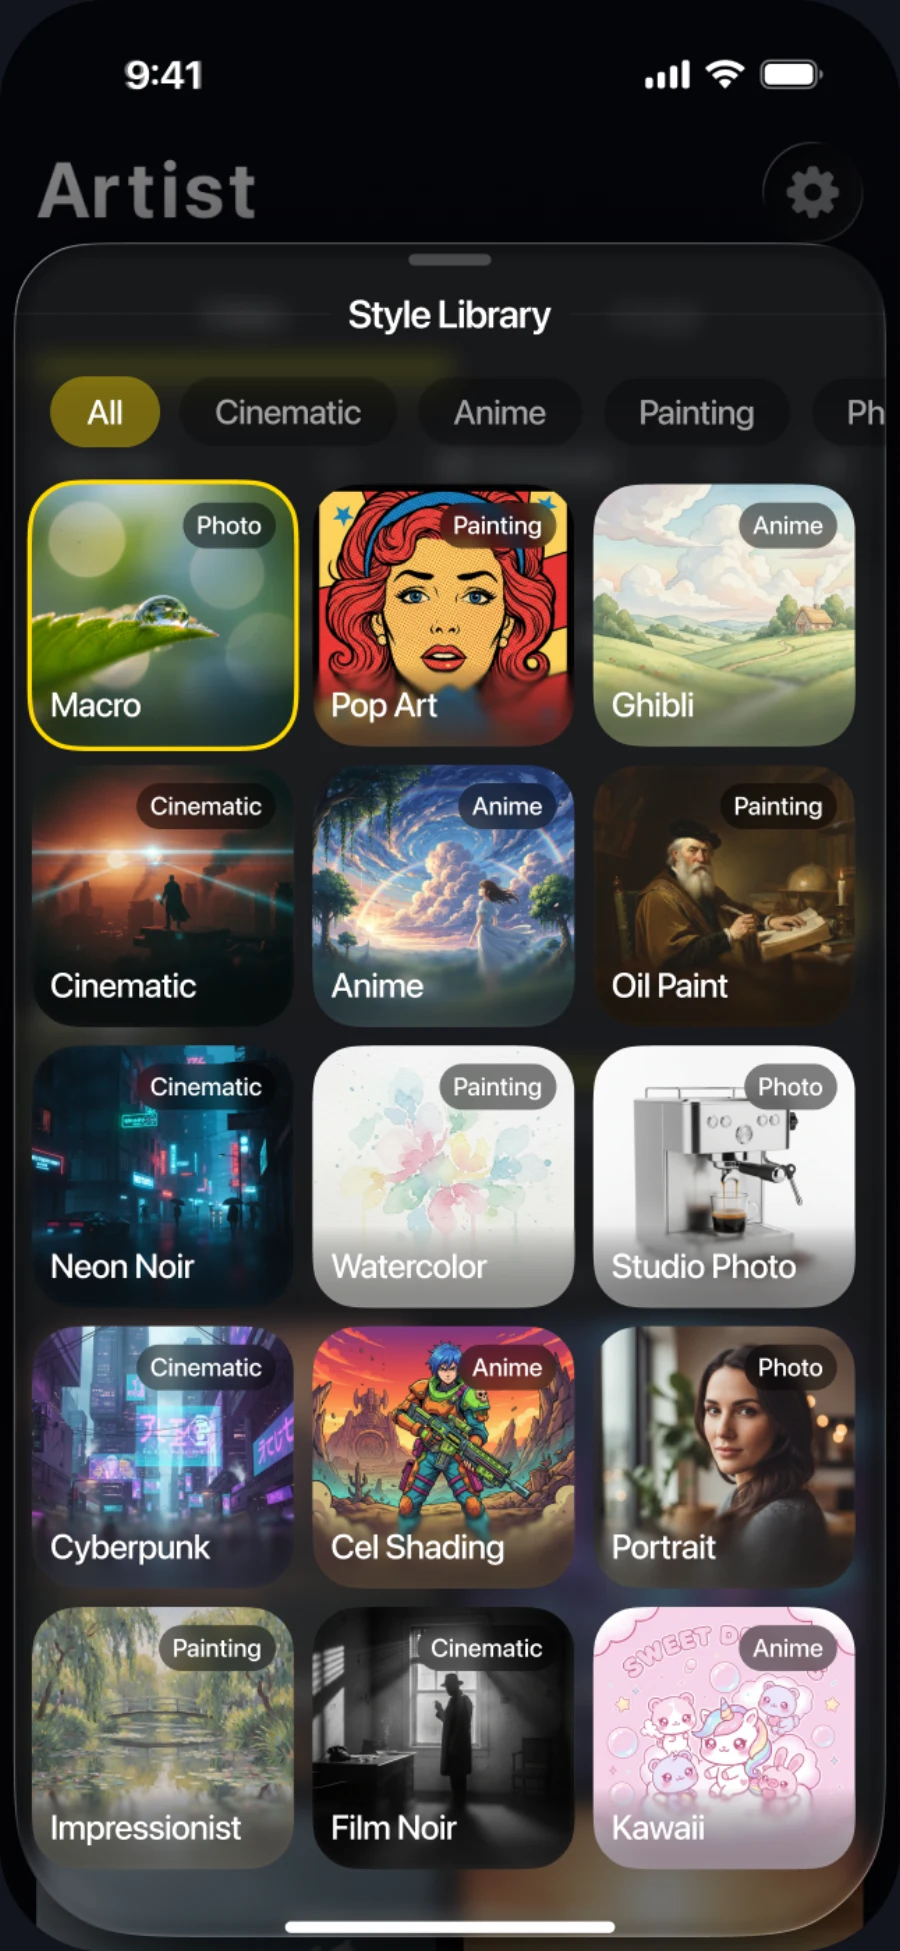 9:41
Artist
Style Library
All
Cinematic
Anime
Painting
Ph
Photo
Macro
Painting
Pop Art
Anime
Ghibli
Cinematic
Cinematic
Anime
Anime
Painting
Oil Paint
Cinematic
Neon Noir
Painting
Watercolor
Photo
Studio Photo
Cinematic
Cyberpunk
Anime
Cel Shading
Photo
Portrait
Painting
Impressionist
Cinematic
Film Noir
SWEET
Anime
Kawaii